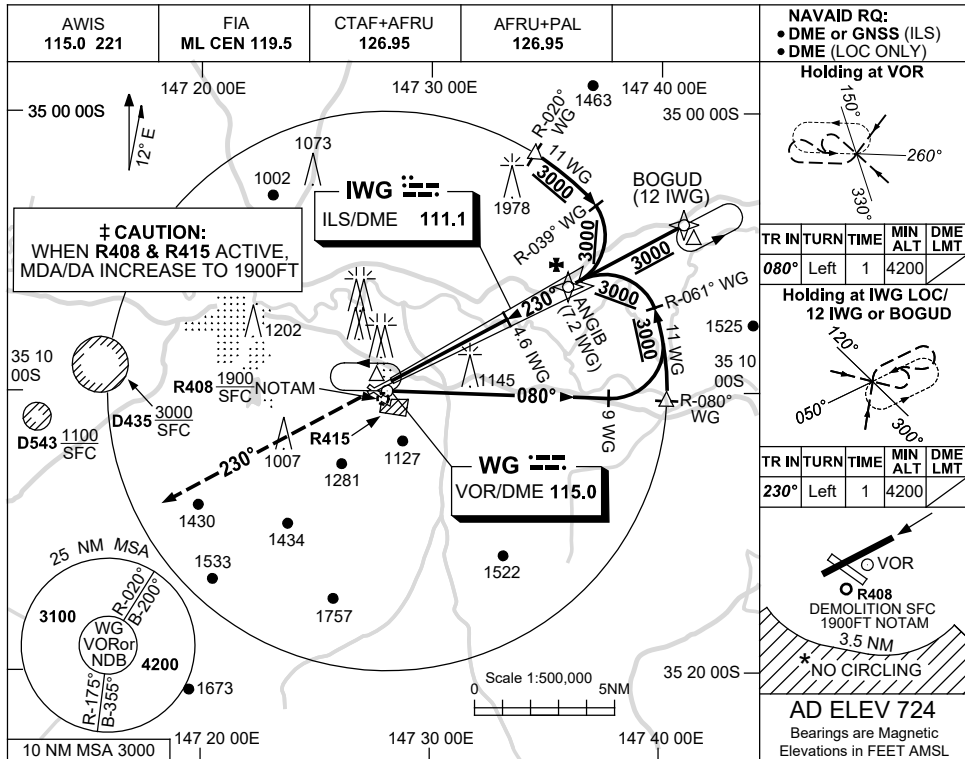 AWIS
115.0 221
FIA
ML CEN 119.5
CTAF+AFRU
126.95
AFRU+PAL
126.95
NAVAID RQ:
• DME or GNSS (ILS)
• DME (LOC ONLY)
147 20 00E
147 30 00E
147 40 00E
35 00 00S
35 00 00S
12° E
1463
1073
1002
R-020°
WG
11 WG
3000
1978
IWG
ILS/DME 111.1
BOGUD
(12 IWG)
‡ CAUTION:
WHEN R408 & R415 ACTIVE,
MDA/DA INCREASE TO 1900FT
R-039° WG
3000
3000
230°
3000
R-061° WG
ANGIB
(7.2 IWG)
4.6 IWG
3000
11 WG
1525
1202
35 10
00S
35 10
00S
R408 1900
SFC NOTAM
1145
080°
R-080°
WG
9 WG
D435 3000
SFC
D543 1100
SFC
R415
230°
1007
1127
1281
WG
VOR/DME 115.0
1430
1434
1533
1522
1757
25 NM MSA
R-020°
B-200°
3100
WG
VORor
NDB
4200
R-175°
B-355°
1673
35 20 00S
Scale 1:500,000
0 5NM
10 NM MSA 3000
147 20 00E
147 30 00E
147 40 00E
Holding at VOR
150°
260°
330°
TR IN TURN TIME MIN ALT DME LMT
080° Left 1 4200
Holding at IWG LOC/
12 IWG or BOGUD
120°
050°
300°
TR IN TURN TIME MIN ALT DME LMT
230° Left 1 4200
VOR
R408
DEMOLITION SFC
1900FT NOTAM
3.5 NM
*NO CIRCLING
AD ELEV 724
Bearings are Magnetic
Elevations in FEET AMSL